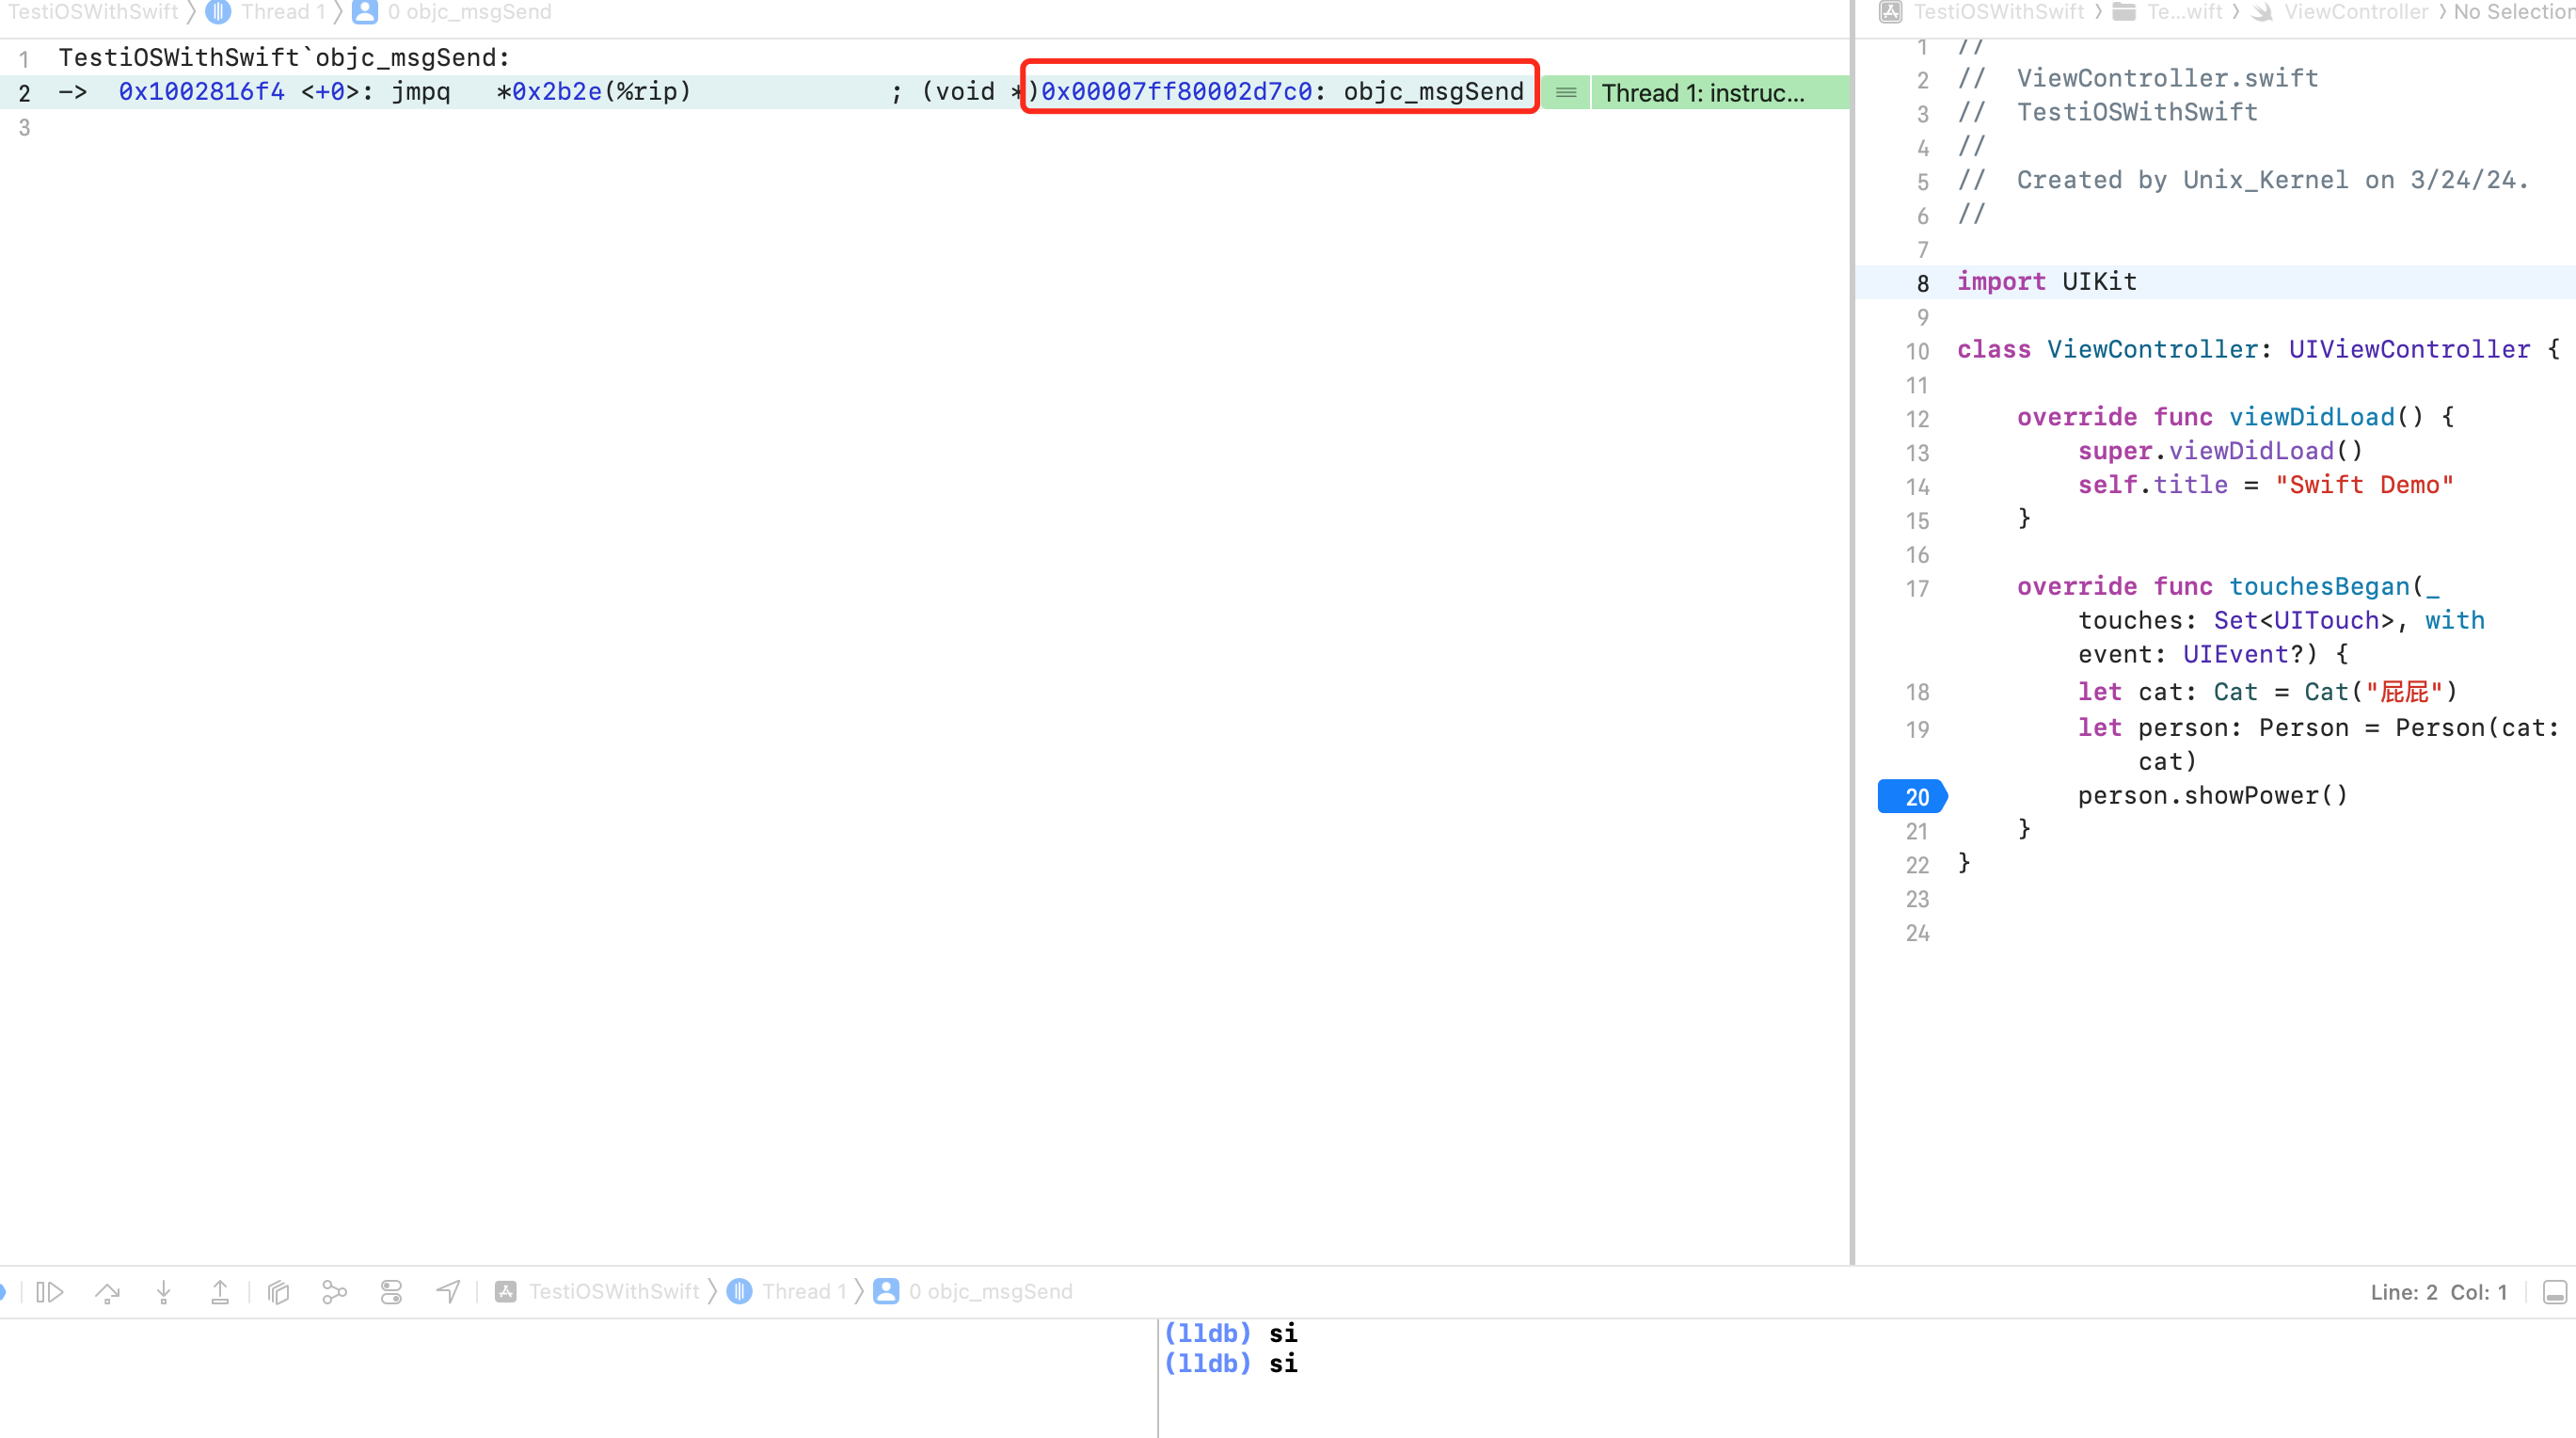 TestiOSWithSwift 〉 Thread 1 〉 0 objc_msgSend
1 TestiOSWithSwift`objc_msgSend:
2 -> 0x1002816f4 <+0>: jmpq *0x2b2e(%rip) ; (void *)0x00007ff80002d7c0: objc_msgSend Thread 1: instruc...
3
TestiOSWithSwift 〉 Te...wift 〉 ViewController 〉 No Selection
1 //
2 // ViewController.swift
3 // TestiOSWithSwift
4 //
5 // Created by Unix_Kernel on 3/24/24.
6 //
7
8 import UIKit
9
10 class ViewController: UIViewController {
11
12 override func viewDidLoad() {
13 super.viewDidLoad()
14 self.title = "Swift Demo"
15 }
16
17 override func touchesBegan(_
touches: Set<UITouch>, with
event: UIEvent?) {
18 let cat: Cat = Cat("屁屁")
19 let person: Person = Person(cat:
cat)
20 person.showPower()
21 }
22 }
23
24
TestiOSWithSwift 〉 Thread 1 〉 0 objc_msgSend
Line: 2 Col: 1
(lldb) si
(lldb) si